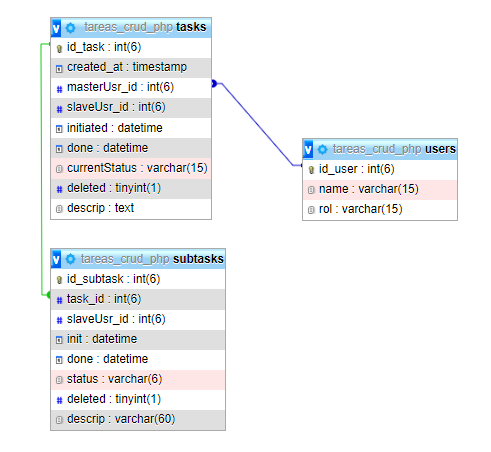 v tareas_crud_php tasks
id_task : int(6)
created_at : timestamp
# masterUsr_id : int(6)
# slaveUsr_id : int(6)
initiated : datetime
done : datetime
currentStatus : varchar(15)
# deleted : tinyint(1)
descrip : text
v tareas_crud_php users
id_user : int(6)
name : varchar(15)
rol : varchar(15)
v tareas_crud_php subtasks
id_subtask : int(6)
# task_id : int(6)
# slaveUsr_id : int(6)
init : datetime
done : datetime
status : varchar(6)
# deleted : tinyint(1)
descrip : varchar(60)